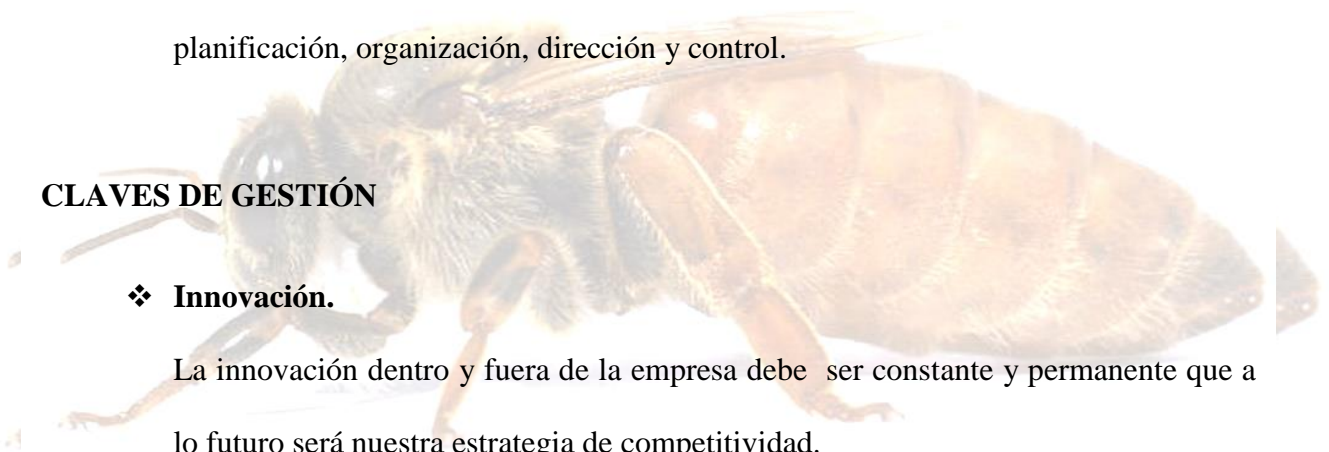 planificación, organización, dirección y control.
CLAVES DE GESTIÓN
❖ Innovación.
La innovación dentro y fuera de la empresa debe  ser constante y permanente que a
lo futuro será nuestra estrategia de competitividad.